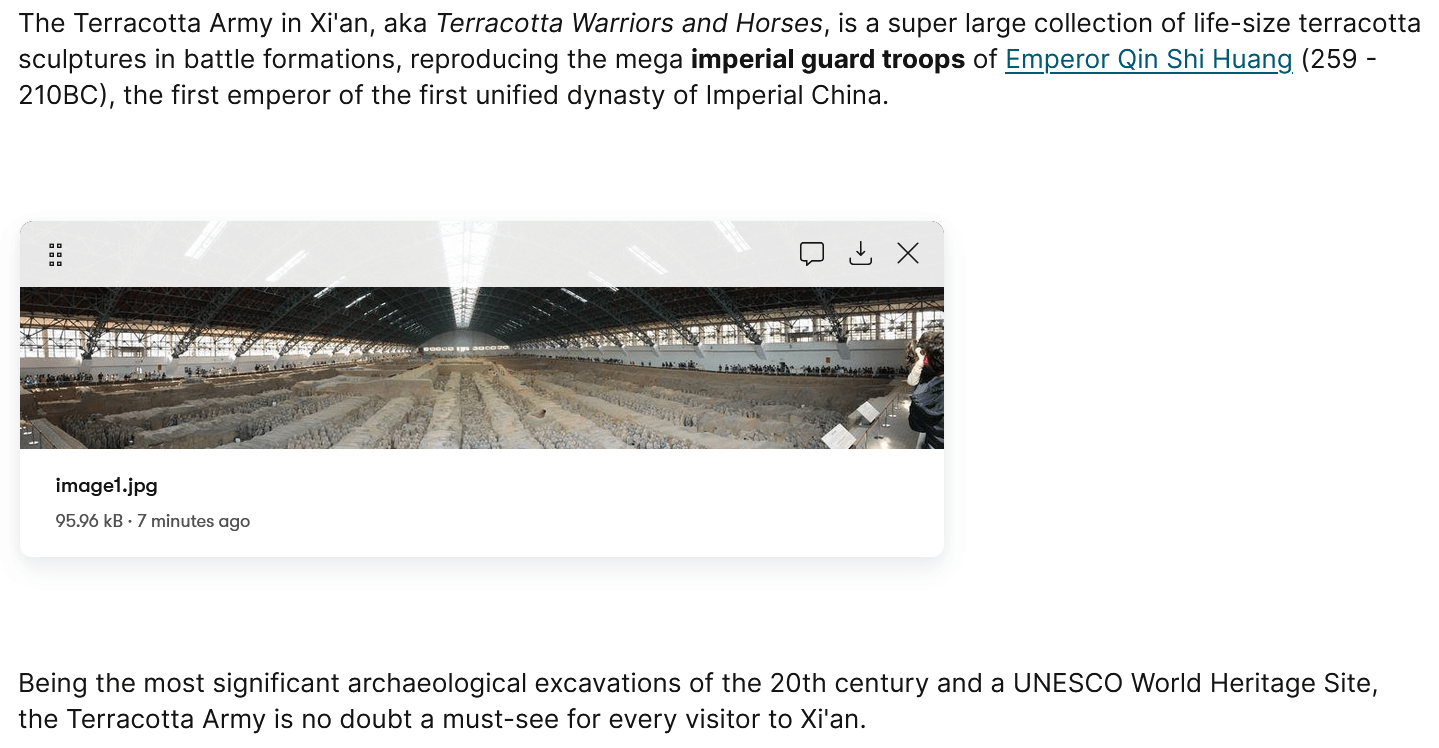 The Terracotta Army in Xi'an, aka Terracotta Warriors and Horses, is a super large collection of life-size terracotta
sculptures in battle formations, reproducing the mega imperial guard troops of Emperor Qin Shi Huang (259 -
210BC), the first emperor of the first unified dynasty of Imperial China.
image1.jpg
95.96 kB · 7 minutes ago
Being the most significant archaeological excavations of the 20th century and a UNESCO World Heritage Site,
the Terracotta Army is no doubt a must-see for every visitor to Xi'an.